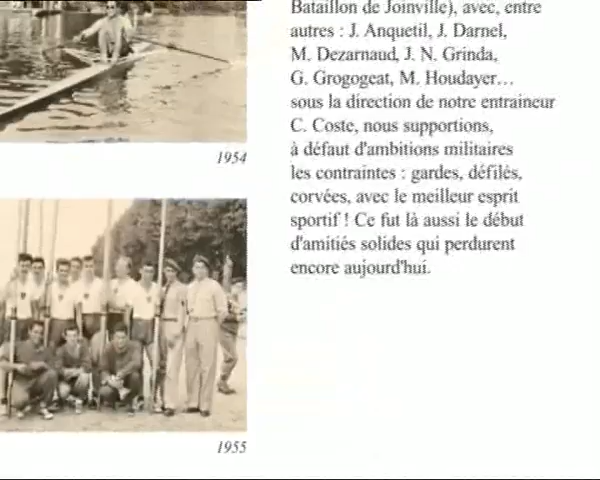 Bataillon de Joinville), avec, entre
autres : J. Anquetil, J. Darnel,
M. Dezarnaud, J. N. Grinda,
G. Grogogeat, M. Houdayer...
sous la direction de notre entraineur
C. Coste, nous supportions,
à défaut d'ambitions militaires
les contraintes : gardes, défilés,
corvées, avec le meilleur esprit
sportif ! Ce fut là aussi le début
d'amitiés solides qui perdurent
encore aujourd'hui.
1954
1955